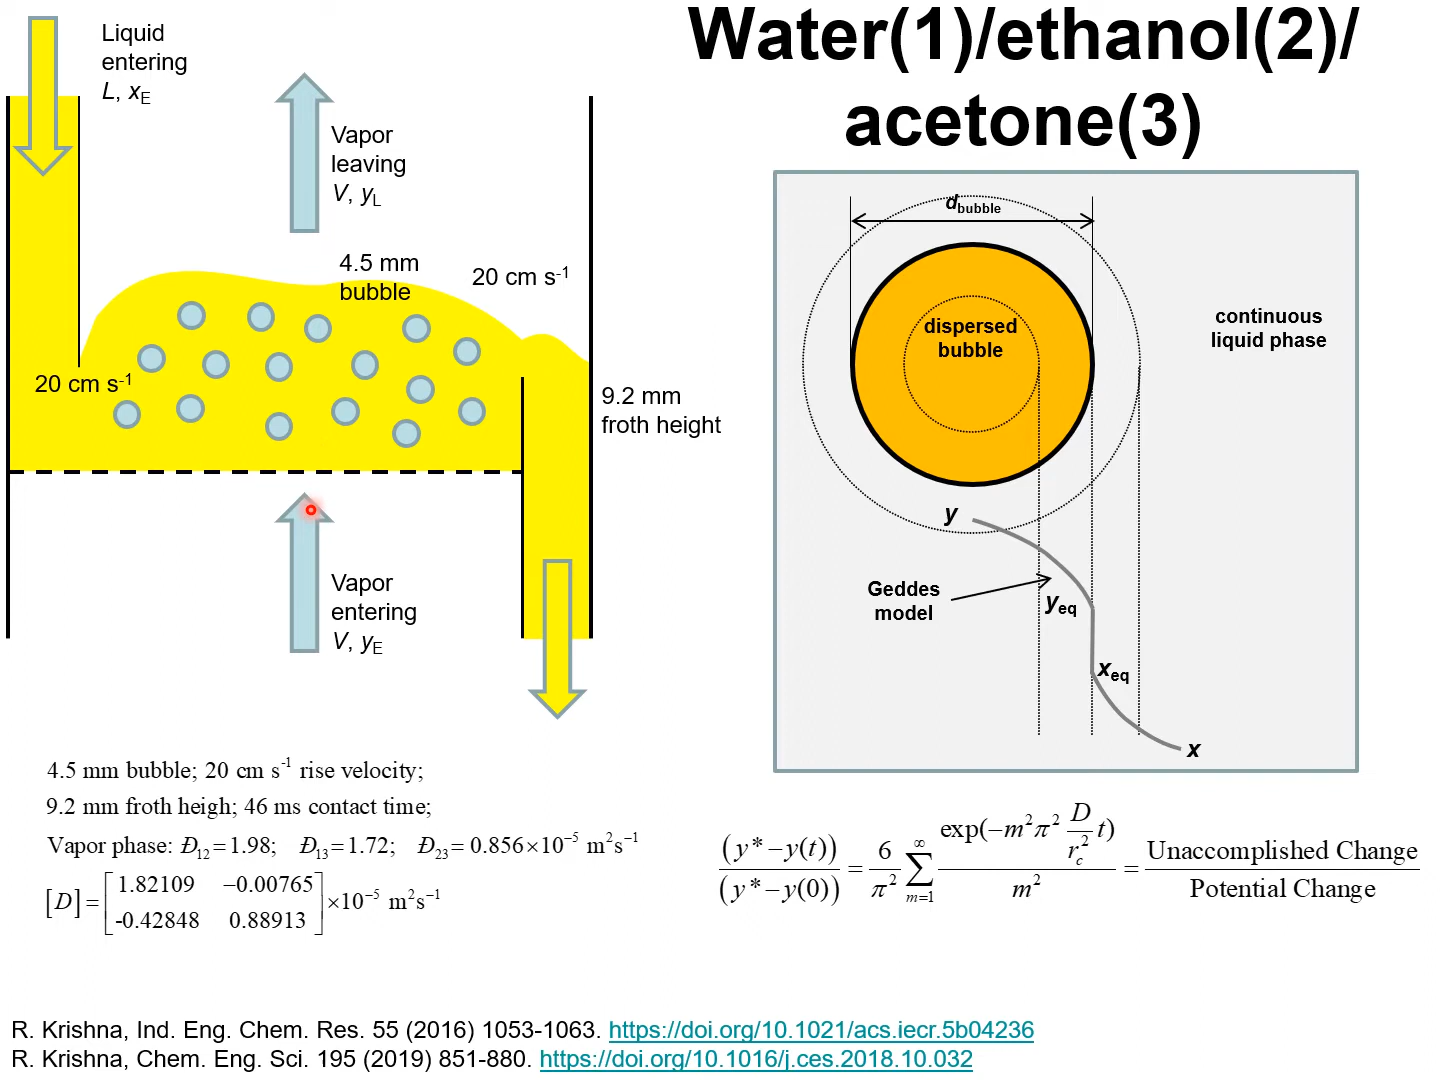 Water(1)/ethanol(2)/
acetone(3)
Liquid
entering
L, x_E
Vapor
leaving
V, y_L
4.5 mm
bubble
20 cm s⁻¹
20 cm s⁻¹
9.2 mm
froth height
Vapor
entering
V, y_E
d_bubble
dispersed
bubble
continuous
liquid phase
y
Geddes
model
y_eq
x_eq
x
4.5 mm bubble; 20 cm s⁻¹ rise velocity;
9.2 mm froth heigh; 46 ms contact time;
Vapor phase: Đ₁₂ = 1.98; Đ₁₃ = 1.72; Đ₂₃ = 0.856×10⁻⁵ m²s⁻¹
[D] = [1.82109 −0.00765
-0.42848 0.88913] ×10⁻⁵ m²s⁻¹
(y* − y(t)) / (y* − y(0)) = 6/π² ∑_{m=1}^{∞} exp(−m²π² D/r_c² t) / m² = Unaccomplished Change / Potential Change
R. Krishna, Ind. Eng. Chem. Res. 55 (2016) 1053-1063. https://doi.org/10.1021/acs.iecr.5b04236
R. Krishna, Chem. Eng. Sci. 195 (2019) 851-880. https://doi.org/10.1016/j.ces.2018.10.032